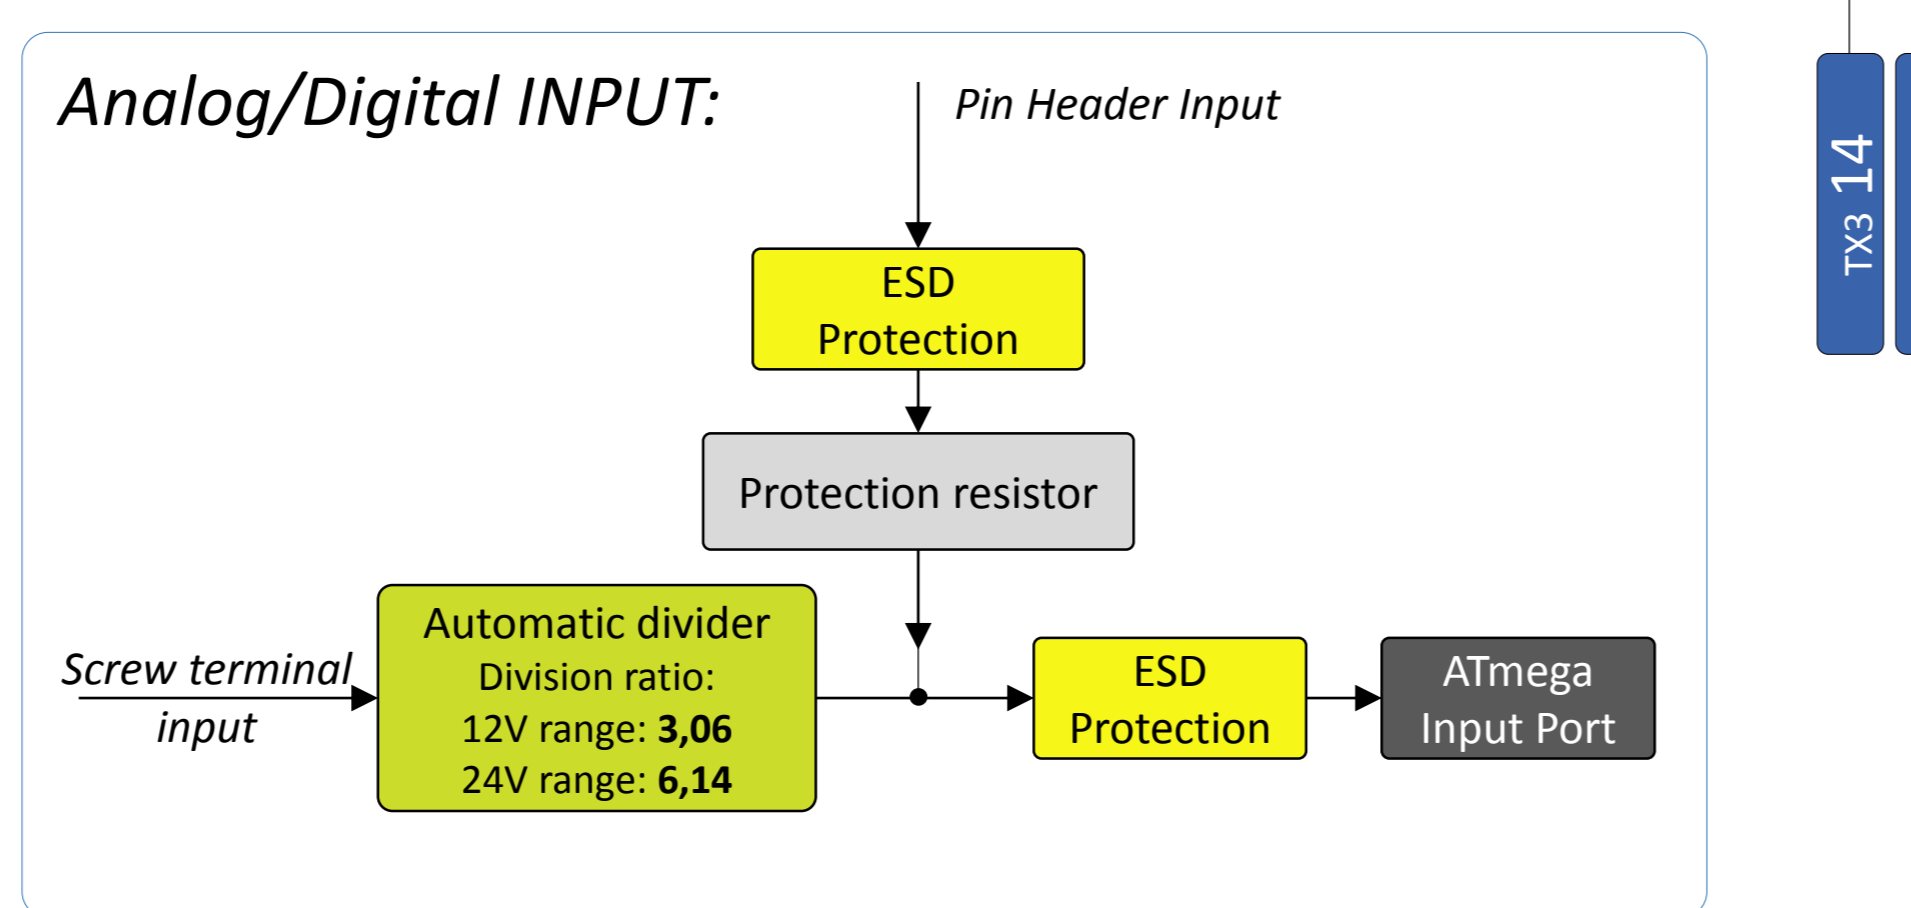 Analog/Digital INPUT:
Pin Header Input
ESD
Protection
Protection resistor
Screw terminal
input
Automatic divider
Division ratio:
12V range: 3,06
24V range: 6,14
ESD
Protection
ATmega
Input Port
TX3 14